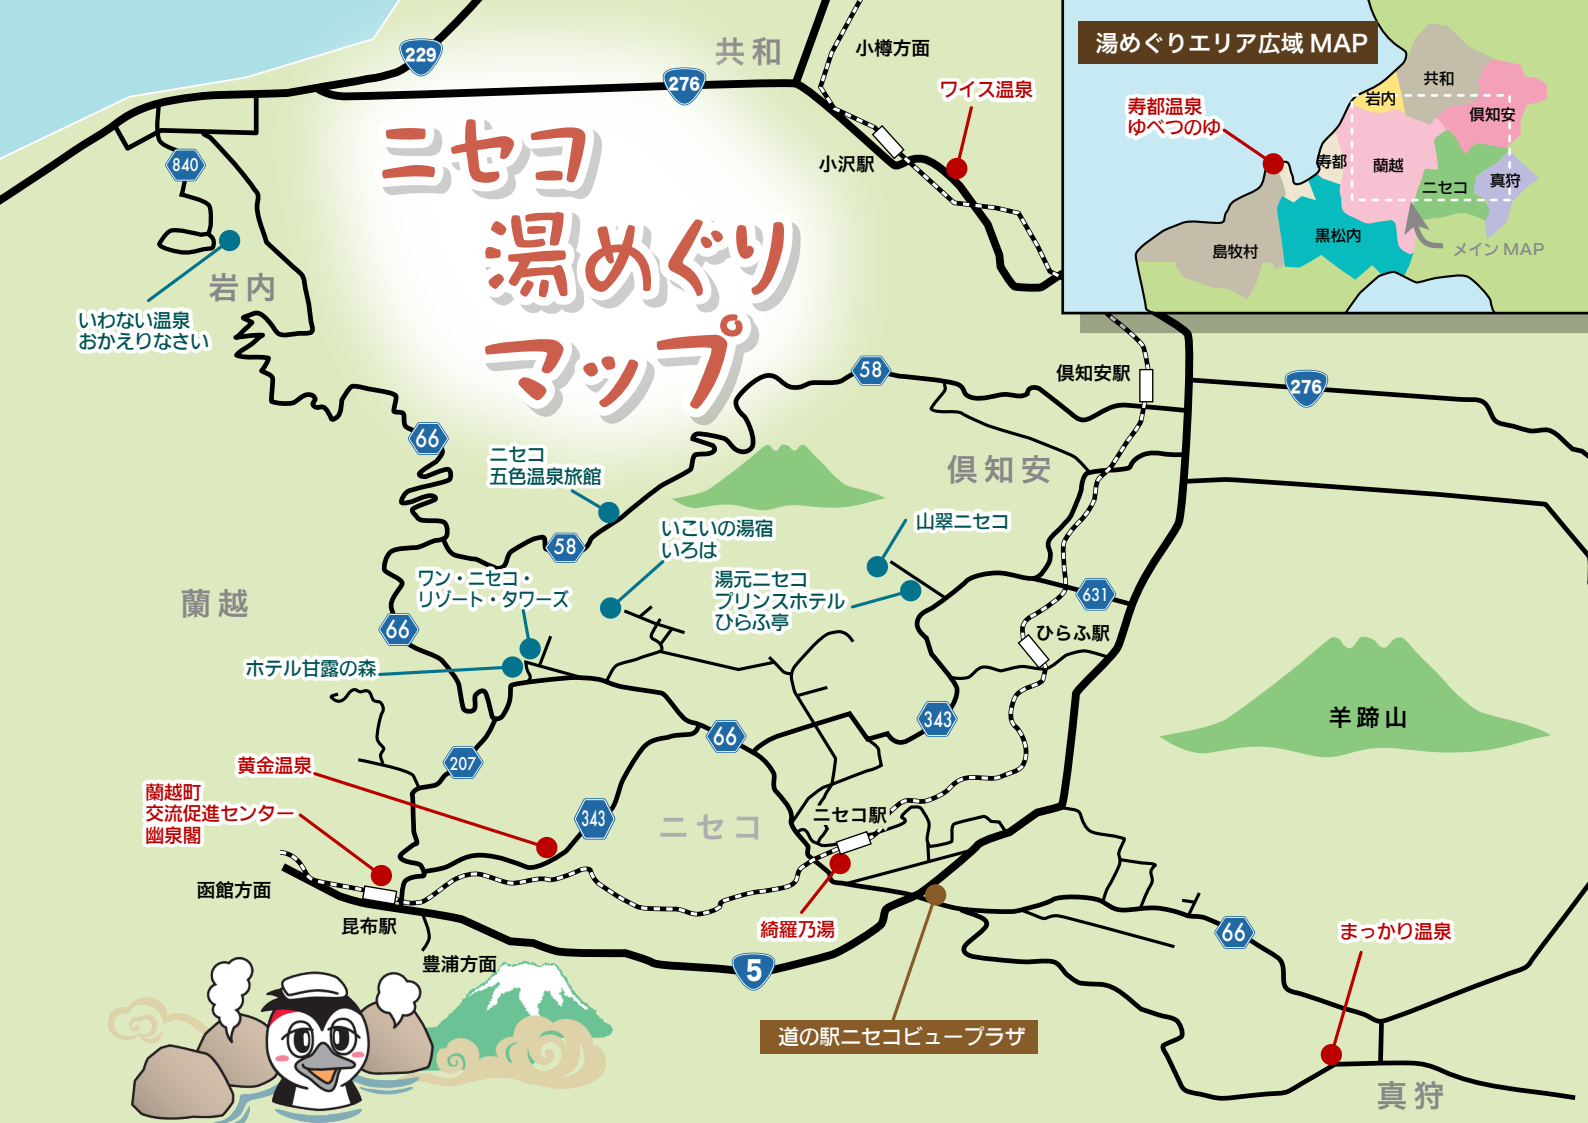 ニセコ
湯めぐり
マップ
229
276
共和
小樽方面
ワイス温泉
小沢駅
840
岩内
いわない温泉
おかえりなさい
湯めぐりエリア広域 MAP
共和
岩内
倶知安
寿都温泉
ゆべつのゆ
寿都
蘭越
ニセコ
真狩
黒松内
島牧村
メイン MAP
58
倶知安駅
276
66
ニセコ
五色温泉旅館
倶知安
58
いこいの湯宿
いろは
山翠ニセコ
ワン・ニセコ・
リゾート・タワーズ
湯元ニセコ
プリンスホテル
ひらふ亭
631
ひらふ駅
蘭越
66
ホテル甘露の森
羊蹄山
343
66
207
黄金温泉
蘭越町
交流促進センター
幽泉閣
343
ニセコ
ニセコ駅
函館方面
昆布駅
綺羅乃湯
66
まっかり温泉
豊浦方面
5
道の駅ニセコビュープラザ
真狩